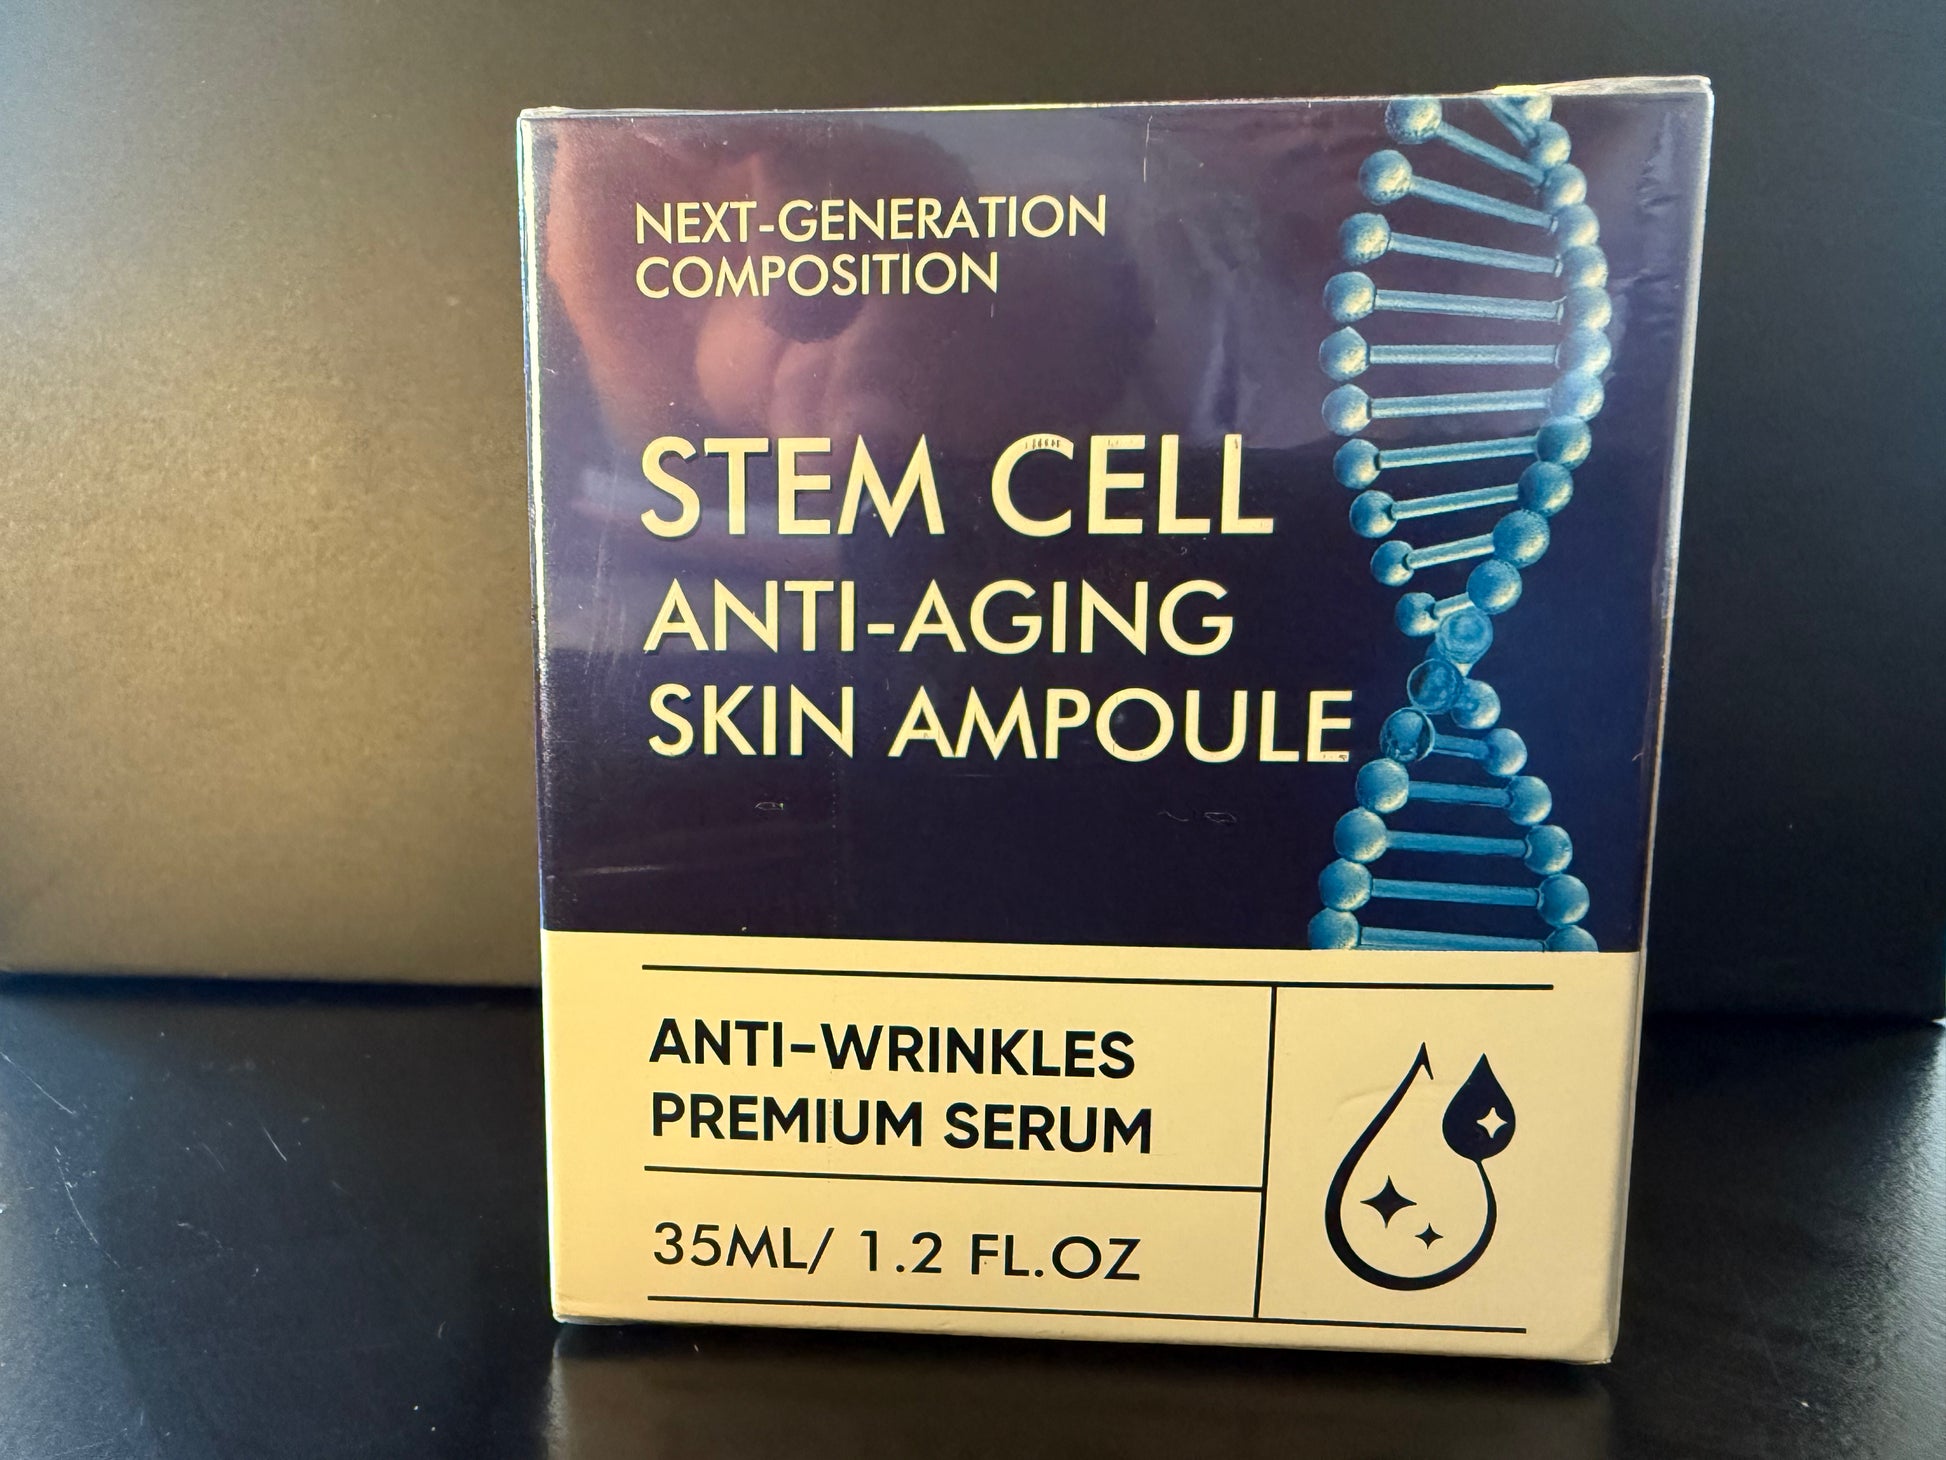 NEXT-GENERATION
COMPOSITION
STEM CELL
ANTI-AGING
SKIN AMPOULE
ANTI-WRINKLES
PREMIUM SERUM
35ML/ 1.2 FL.OZ